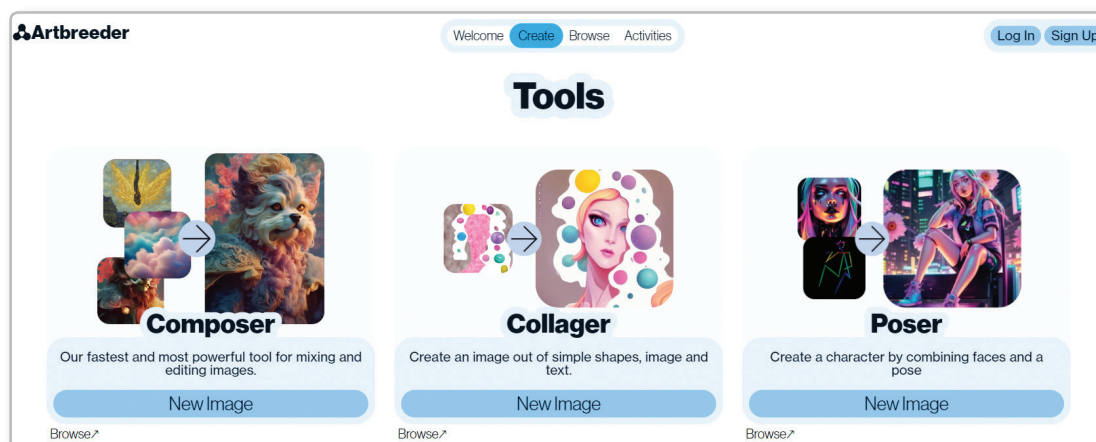 Artbreeder
Welcome Create Browse Activities
Log In Sign Up
Tools
Composer
Our fastest and most powerful tool for mixing and
editing images.
New Image
Browse↗
Collager
Create an image out of simple shapes, image and
text.
New Image
Browse↗
Poser
Create a character by combining faces and a
pose
New Image
Browse↗